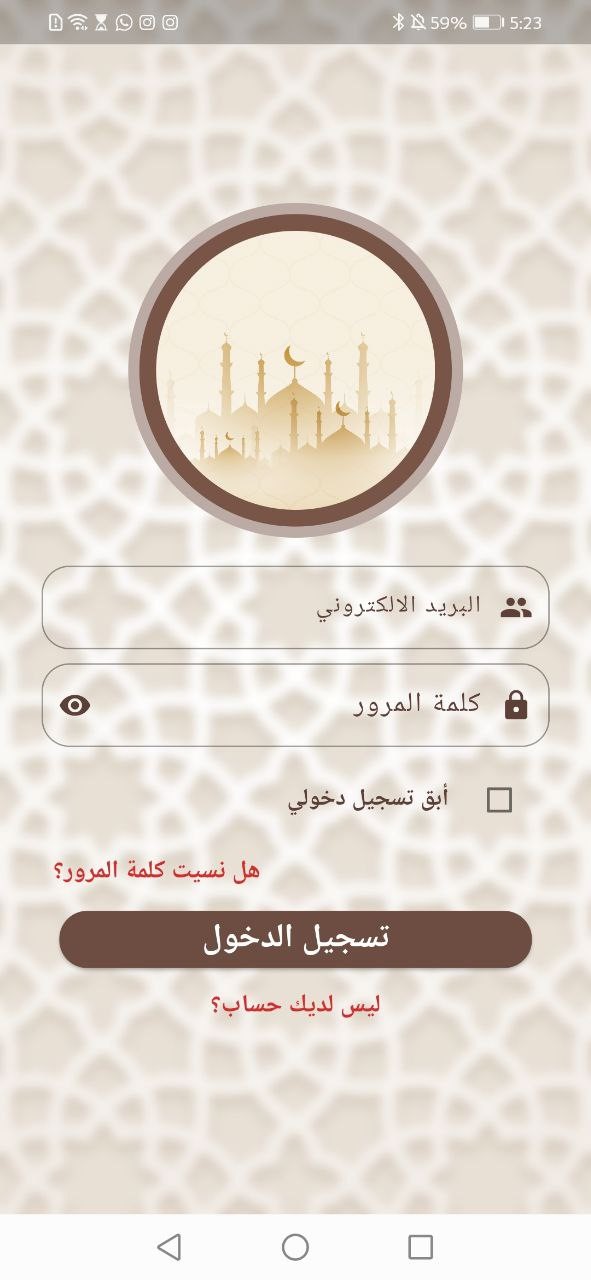 59% 5:23
البريد الالكتروني
كلمة المرور
أبق تسجيل دخولي
هل نسيت كلمة المرور؟
تسجيل الدخول
ليس لديك حساب؟